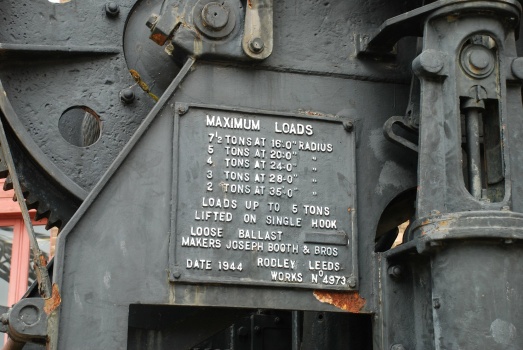 MAXIMUM LOADS
7½ TONS AT 16·0" RADIUS
5 TONS AT 20·0" "
4 TONS AT 24·0" "
3 TONS AT 28·0" "
2 TONS AT 35·0" "
LOADS UP TO 5 TONS
LIFTED ON SINGLE HOOK
LOOSE BALLAST
MAKERS JOSEPH BOOTH & BROS
RODLEY LEEDS
DATE 1944 WORKS Nº 4973